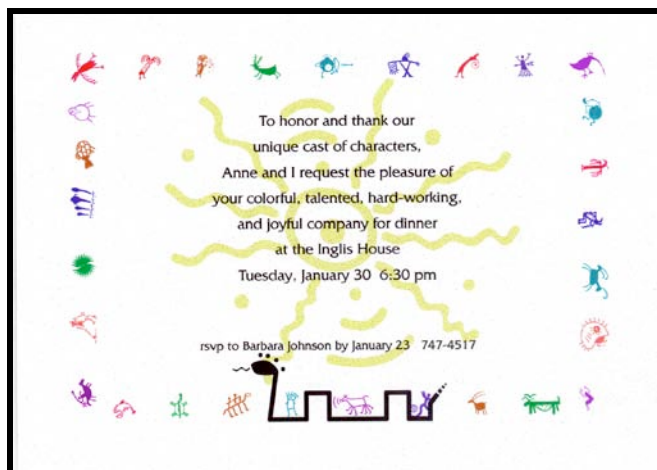 To honor and thank our
unique cast of characters,
Anne and I request the pleasure of
your colorful, talented, hard-working,
and joyful company for dinner
at the Inglis House
Tuesday, January 30 6:30 pm
rsvp to Barbara Johnson by January 23 747-4517